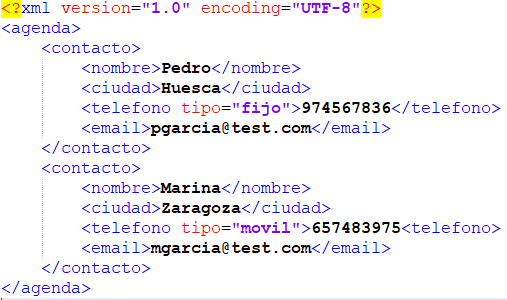 <?xml version="1.0" encoding="UTF-8"?>
<agenda>
    <contacto>
        <nombre>Pedro</nombre>
        <ciudad>Huesca</ciudad>
        <telefono tipo="fijo">974567836</telefono>
        <email>pgarcia@test.com</email>
    </contacto>
    <contacto>
        <nombre>Marina</nombre>
        <ciudad>Zaragoza</ciudad>
        <telefono tipo="movil">657483975<telefono>
        <email>mgarcia@test.com</email>
    </contacto>
</agenda>